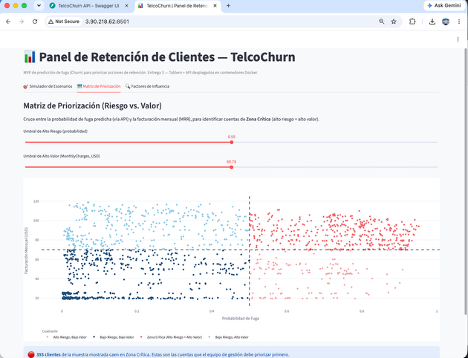 TelcoChurn API - Swagger UI
TelcoChurn | Panel de Retenc
Not Secure
3.90.218.62:8501
Ask Gemini
Panel de Retención de Clientes — TelcoChurn
MVP de predicción de fuga (Churn) para priorizar acciones de retención. Entrega 3 — Tablero + API desplegados en contenedores Docker
Simulador de Escenarios
Matriz de Priorización
Factores de Influencia
Matriz de Priorización (Riesgo vs. Valor)
Cruce entre la probabilidad de fuga predicha (vía API) y la facturación mensual (MRR), para identificar cuentas de Zona Crítica (alto riesgo + alto valor).
Umbral de Alto Riesgo (probabilidad)
Umbral de Alto Valor (MonthlyCharges, USD)
Facturación Mensual (USD)
120
100
80
60
40
20
0
0.2
0.4
0.6
0.8
1
Probabilidad de Fuga
Cuadrante
Alto Riesgo, Bajo Valor
Bajo Riesgo, Bajo Valor
Zona Crítica (Alto Riesgo + Alto Valor)
Bajo Riesgo, Alto Valor
clientes de la muestra mostrada caen en Zona Crítica. Estas son las cuentas que el equipo de gestión debe priorizar primero.